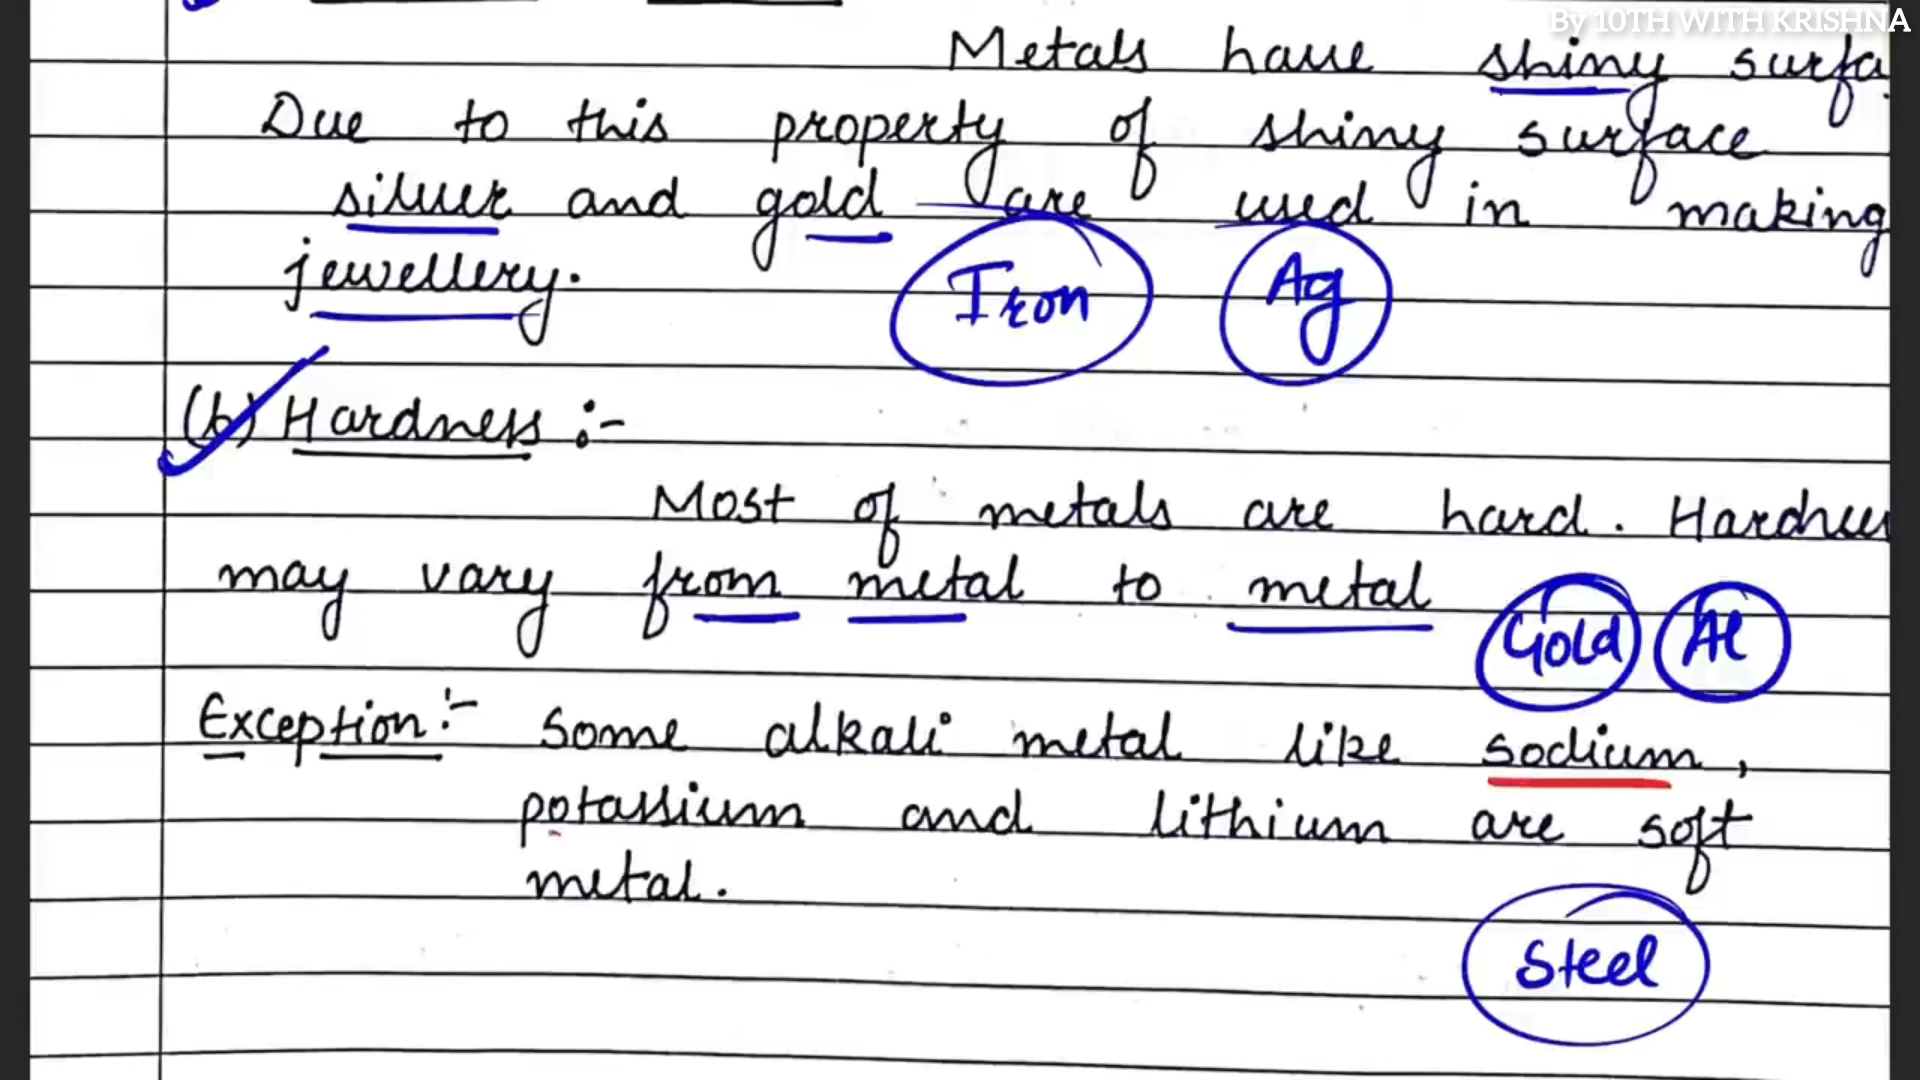 By 10TH WITH KRISHNA
Metals have shiny surfa
Due to this property of shiny surface
silver and gold are used in making
jewellery.
Iron Ag
(b) Hardness :-
Most of metals are hard. Hardnes
may vary from metal to metal
Gold Al
Exception :- Some alkali metal like sodium,
potassium and lithium are soft
metal.
Steel